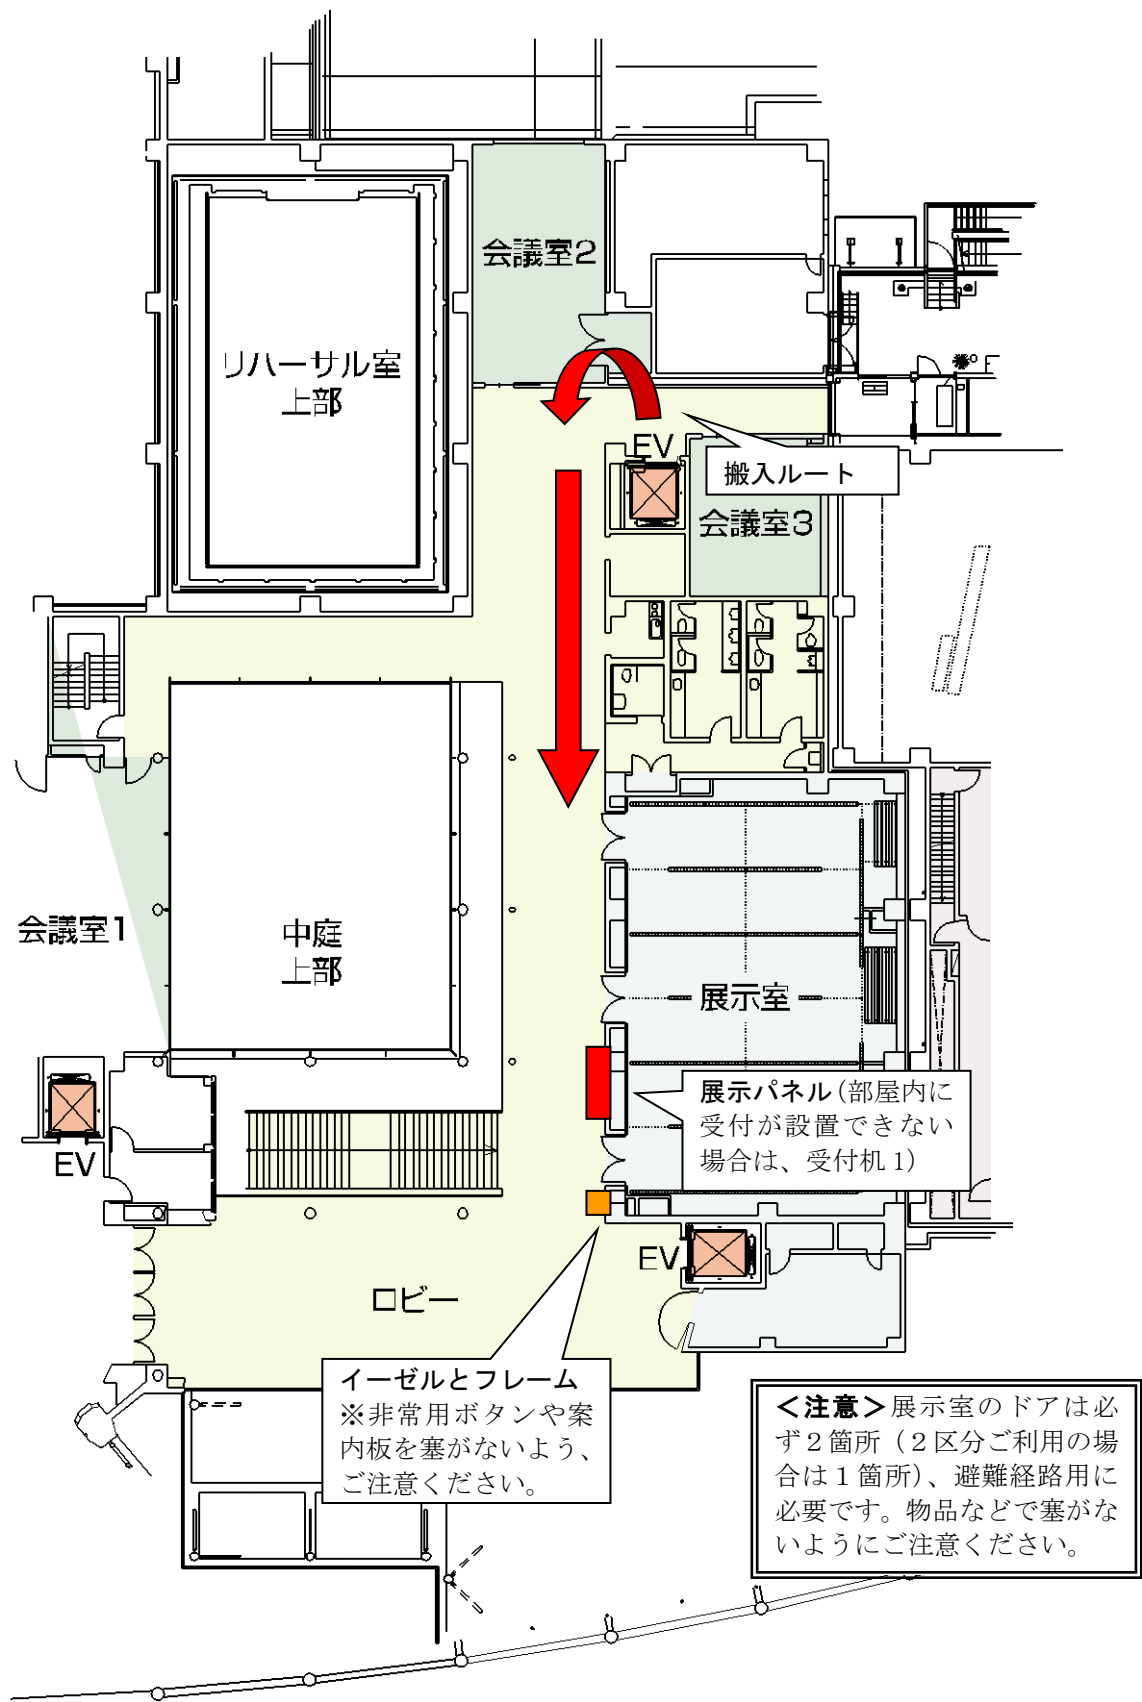 会議室2
リハーサル室
上部
EV
搬入ルート
会議室3
会議室1
中庭
上部
展示室
展示パネル(部屋内に
受付が設置できない
場合は、受付机1)
EV
EV
ロビー
イーゼルとフレーム
※非常用ボタンや案
内板を塞がないよう、
ご注意ください。
＜注意＞展示室のドアは必
ず２箇所（２区分ご利用の場
合は１箇所）、避難経路用に
必要です。物品などで塞がな
いようにご注意ください。